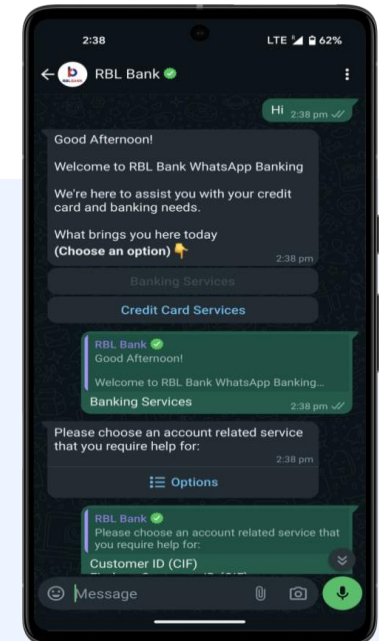 2:38 LTE 62%
RBL Bank
Hi 2:38 pm
Good Afternoon!
Welcome to RBL Bank WhatsApp Banking
We're here to assist you with your credit
card and banking needs.
What brings you here today
(Choose an option) 👇
2:38 pm
Banking Services
Credit Card Services
RBL Bank
Good Afternoon!
Welcome to RBL Bank WhatsApp Banking...
Banking Services
2:38 pm
Please choose an account related service
that you require help for:
2:38 pm
Options
RBL Bank
Please choose an account related service that
you require help for:
Customer ID (CIF)
Message